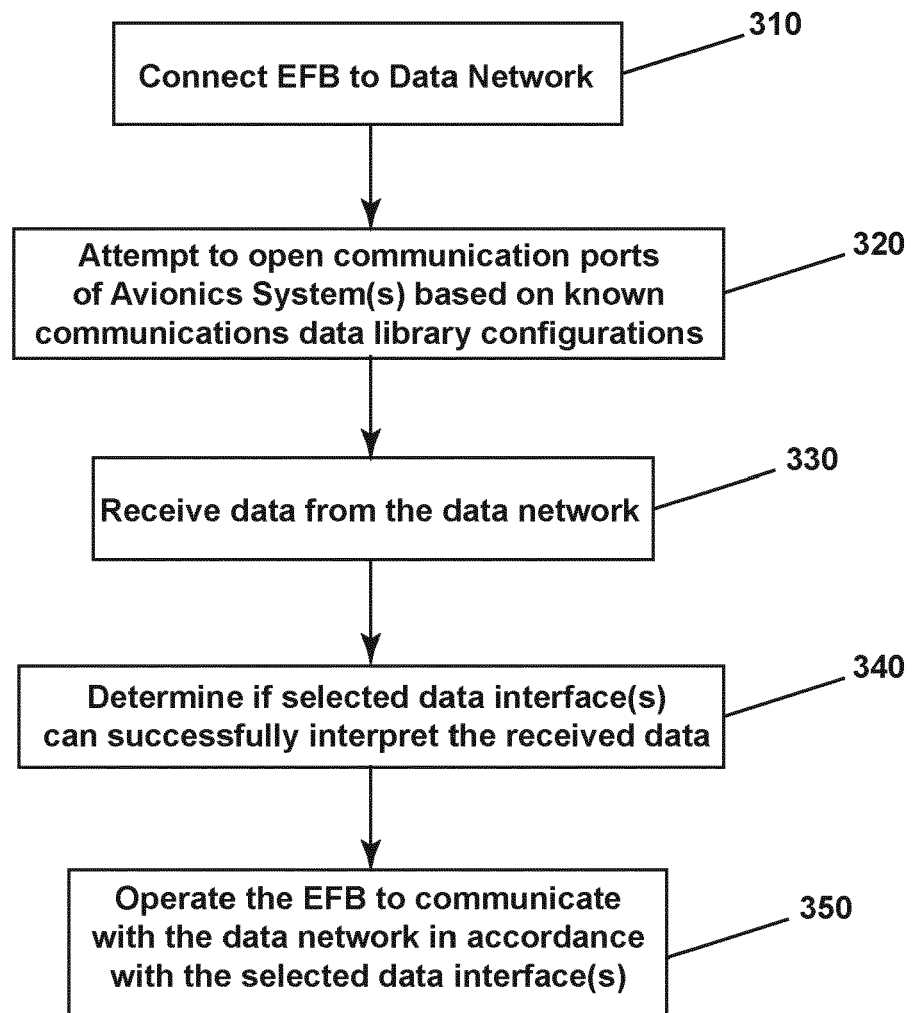 310
Connect EFB to Data Network
320
Attempt to open communication ports
of Avionics System(s) based on known
communications data library configurations
330
Receive data from the data network
340
Determine if selected data interface(s)
can successfully interpret the received data
350
Operate the EFB to communicate
with the data network in accordance
with the selected data interface(s)